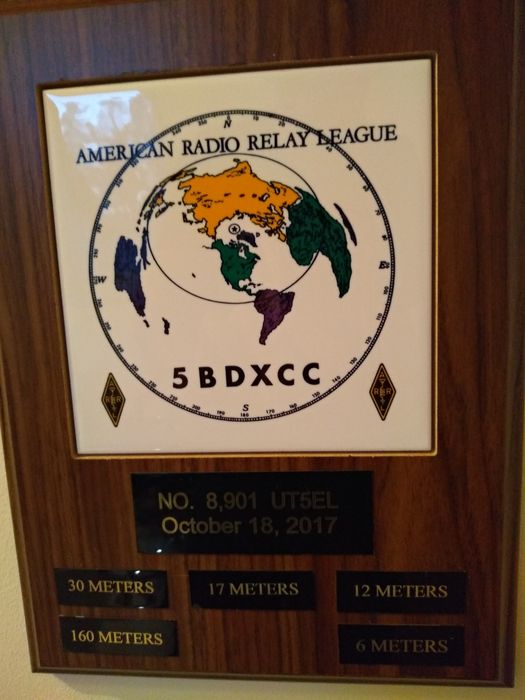 AMERICAN RADIO RELAY LEAGUE
N
W
E
S
5BDXCC
NO. 8,901 UT5EL
October 18, 2017
30 METERS 17 METERS 12 METERS
160 METERS 6 METERS